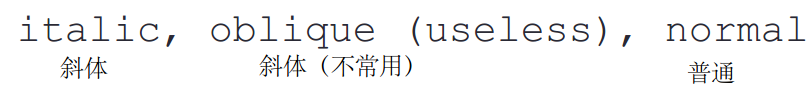 italic, oblique (useless), normal
斜体 斜体（不常用） 普通